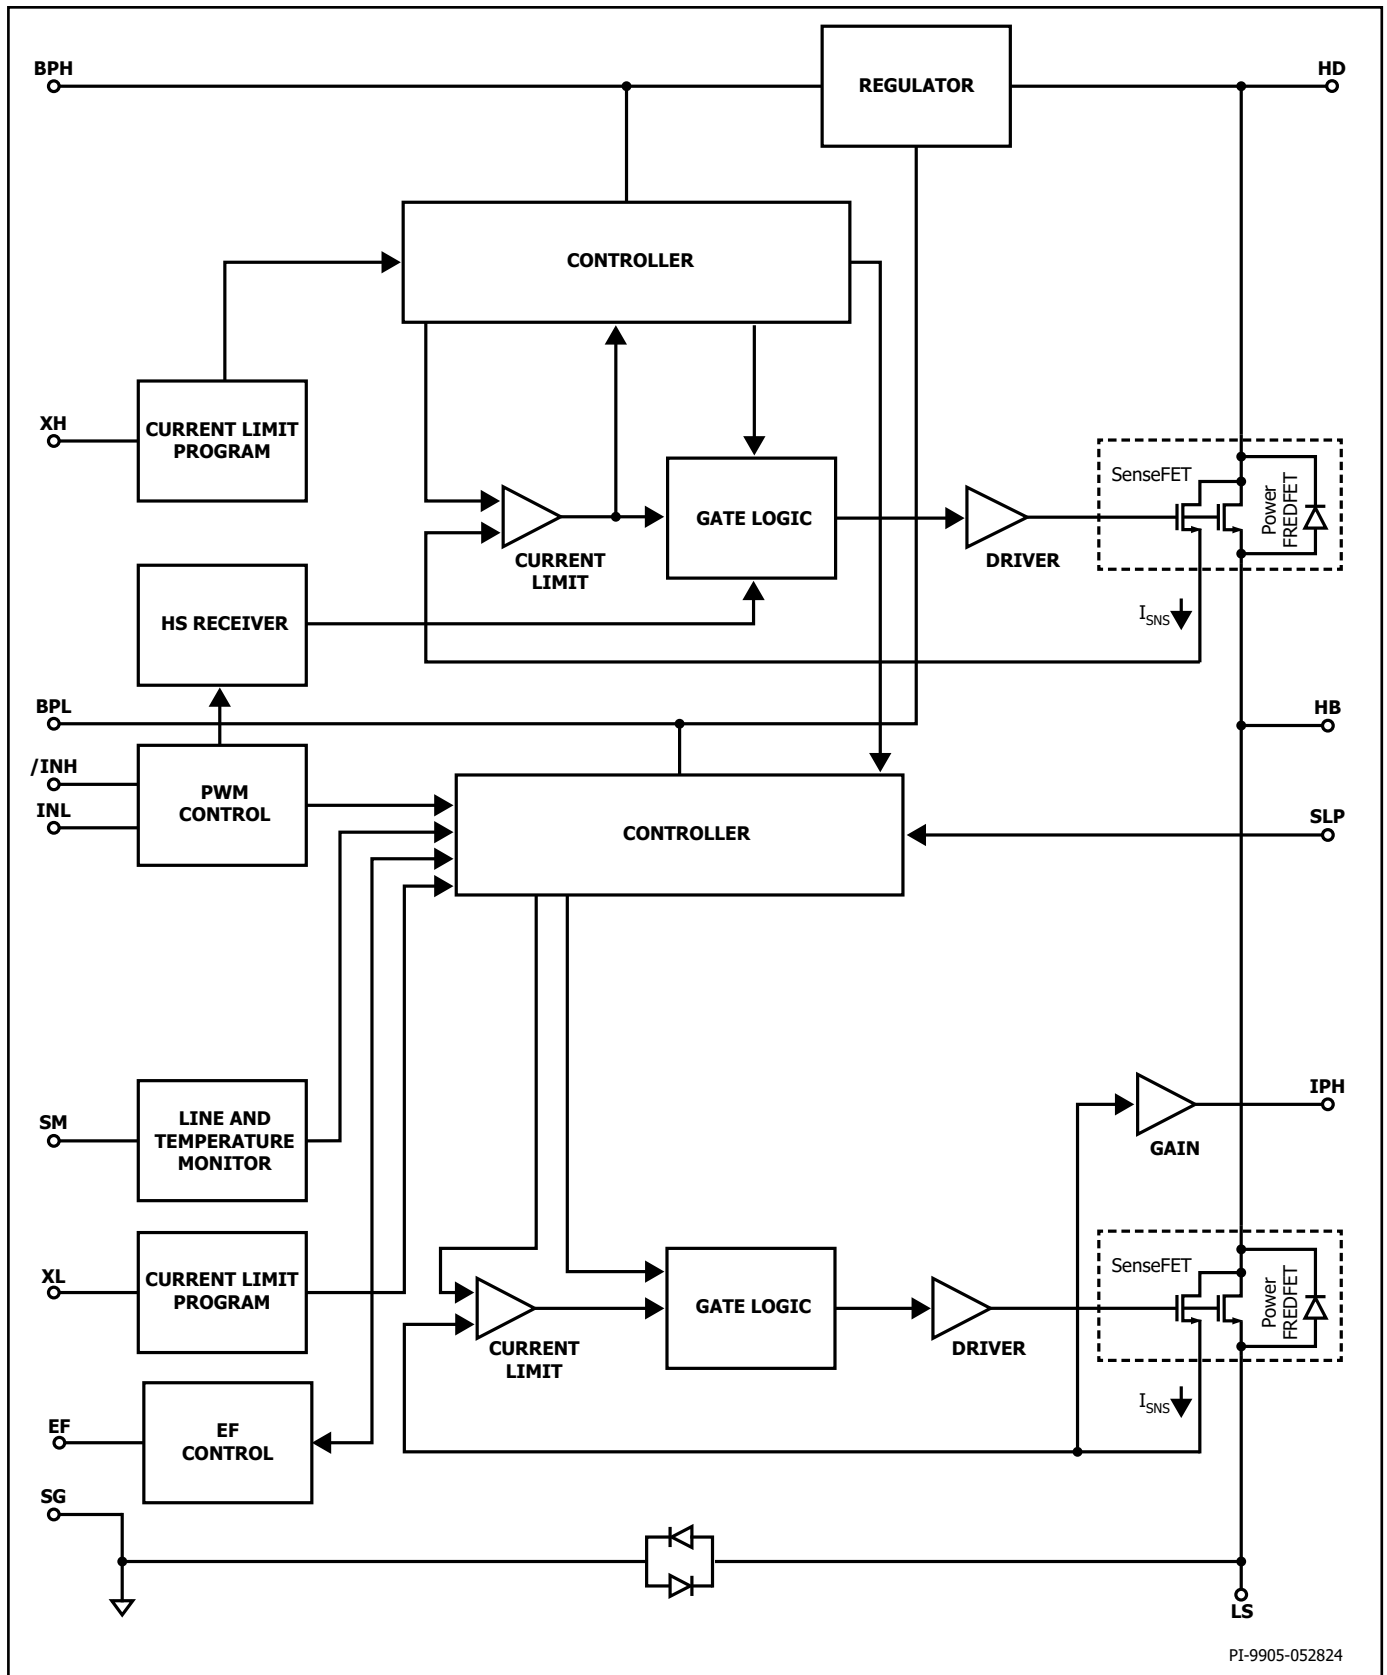 BPH
REGULATOR
HD
CONTROLLER
XH
CURRENT LIMIT
PROGRAM
SenseFET
Power
FREDFET
GATE LOGIC
CURRENT
LIMIT
DRIVER
HS RECEIVER
ISNS
BPL
HB
/INH
INL
PWM
CONTROL
CONTROLLER
SLP
SM
LINE AND
TEMPERATURE
MONITOR
IPH
GAIN
XL
CURRENT LIMIT
PROGRAM
SenseFET
Power
FREDFET
GATE LOGIC
CURRENT
LIMIT
DRIVER
ISNS
EF
EF
CONTROL
SG
LS
PI-9905-052824